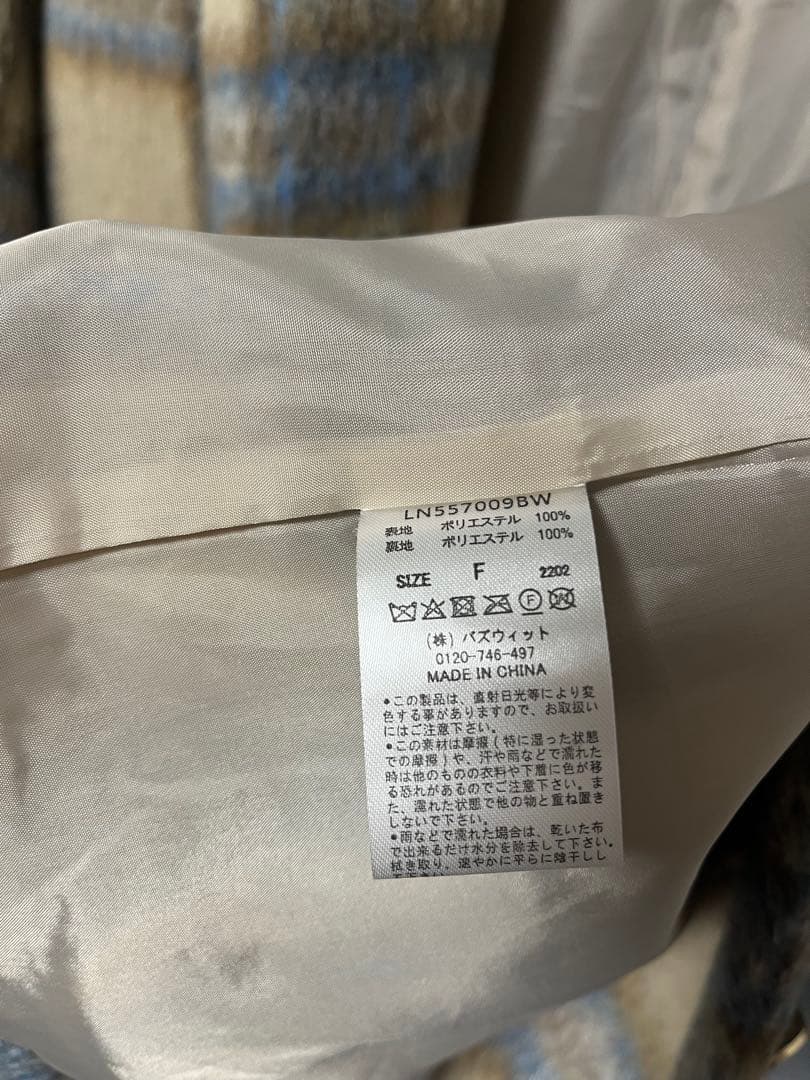 LN557009BW
表地 ポリエステル 100%
裏地 ポリエステル 100%
SIZE F 2202
F W
(株) バズウィット
0120-746-497
MADE IN CHINA
●この製品は、直射日光等により変
色する事がありますので、お取扱い
にはご注意下さい。
●この素材は摩擦(特に湿った状態
での摩擦)や、汗や雨などで濡れた
時は他のものの衣料や下着に色が移
る恐れがあるのでご注意下さい。ま
た、濡れた状態で他の物と重ね置き
しないで下さい。
●雨などで濡れた場合は、乾いた布
で出来るだけ水分を除去して下さい。
拭き取り、速やかに平らに陰干しし